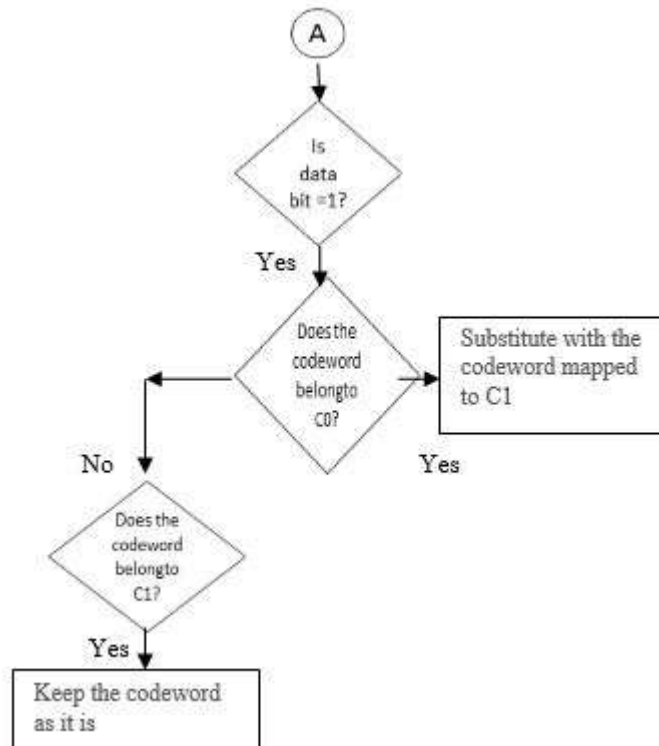 A
Is
data
bit =1?
Yes
Does the
codeword
belongto
C0?
Substitute with the
codeword mapped
to C1
No
Yes
Does the
codeword
belongto
C1?
Yes
Keep the codeword
as it is